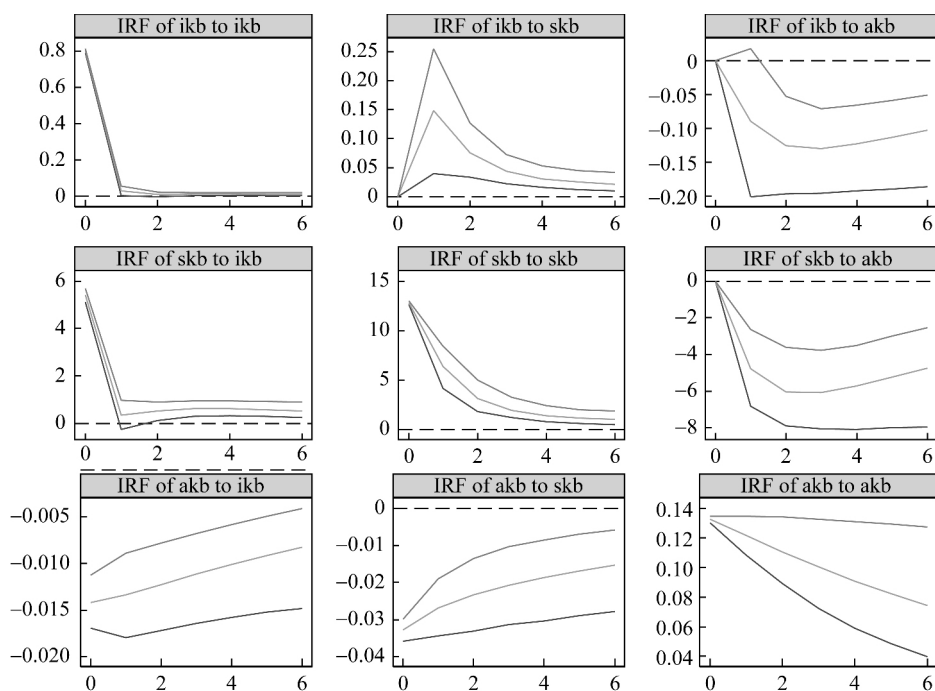 IRF of ikb to ikb
0.8
0.6
0.4
0.2
0
0 2 4 6
IRF of ikb to skb
0.25
0.20
0.15
0.10
0.05
0
0 2 4 6
IRF of ikb to akb
0
−0.05
−0.10
−0.15
−0.20
0 2 4 6
IRF of skb to ikb
6
4
2
0
0 2 4 6
IRF of skb to skb
15
10
5
0
0 2 4 6
IRF of skb to akb
0
−2
−4
−6
−8
0 2 4 6
IRF of akb to ikb
−0.005
−0.010
−0.015
−0.020
0 2 4 6
IRF of akb to skb
0
−0.01
−0.02
−0.03
−0.04
0 2 4 6
IRF of akb to akb
0.14
0.12
0.10
0.08
0.06
0.04
0 2 4 6